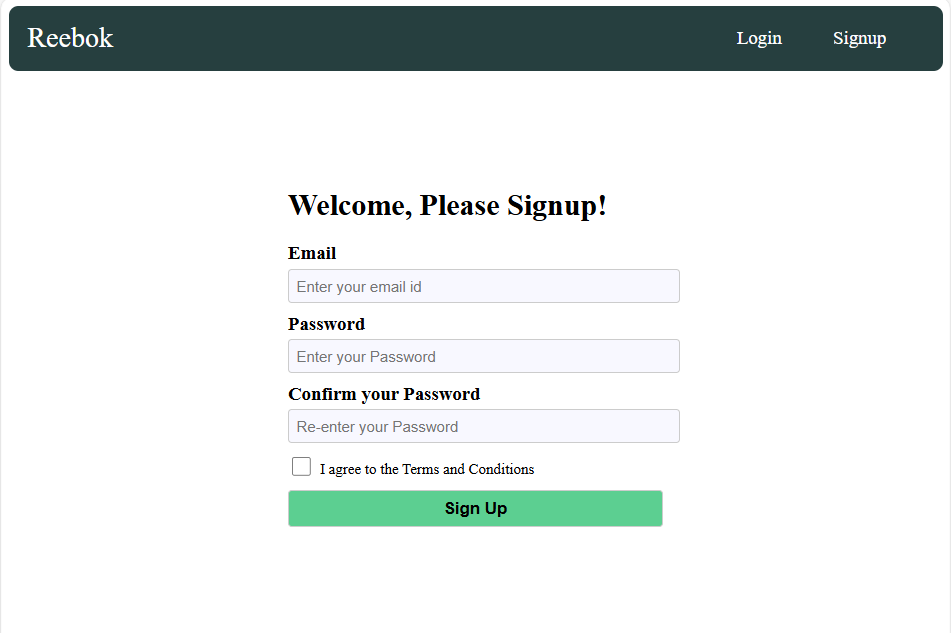 Reebok Login Signup
Welcome, Please Signup!
Email
Enter your email id
Password
Enter your Password
Confirm your Password
Re-enter your Password
I agree to the Terms and Conditions
Sign Up